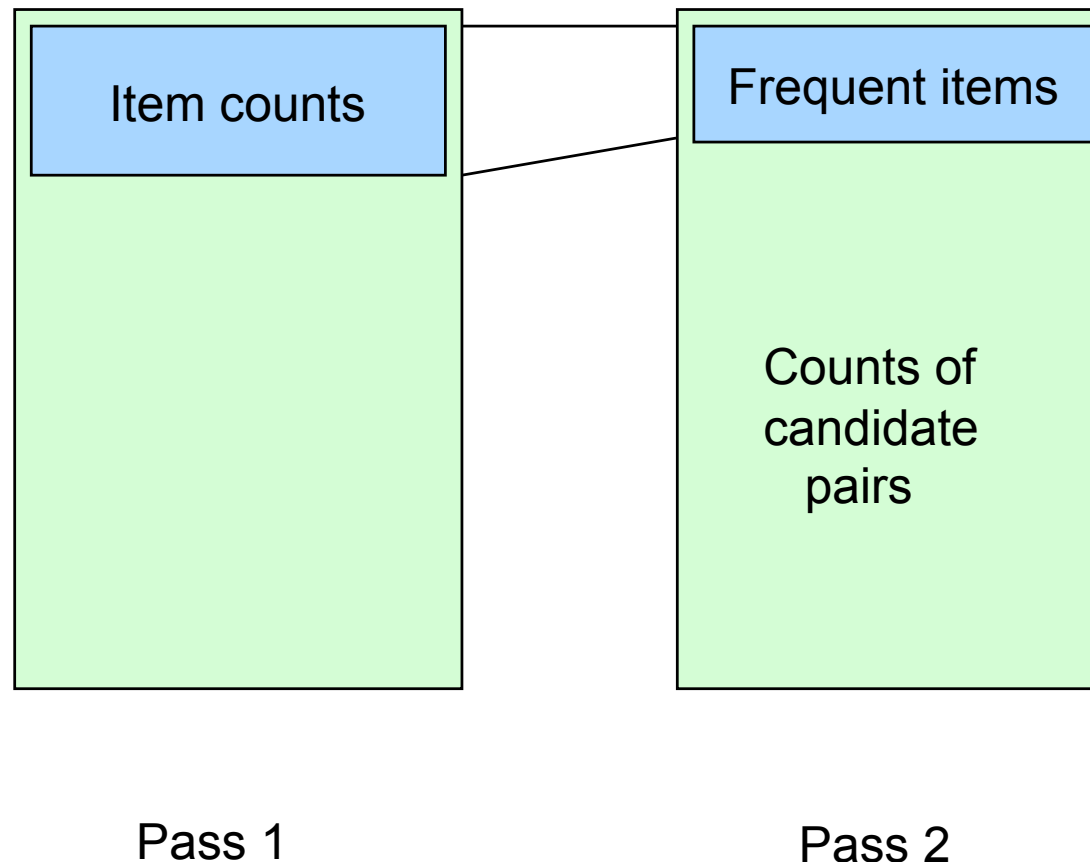 Item counts
Frequent items
Counts of
candidate
pairs
Pass 1
Pass 2